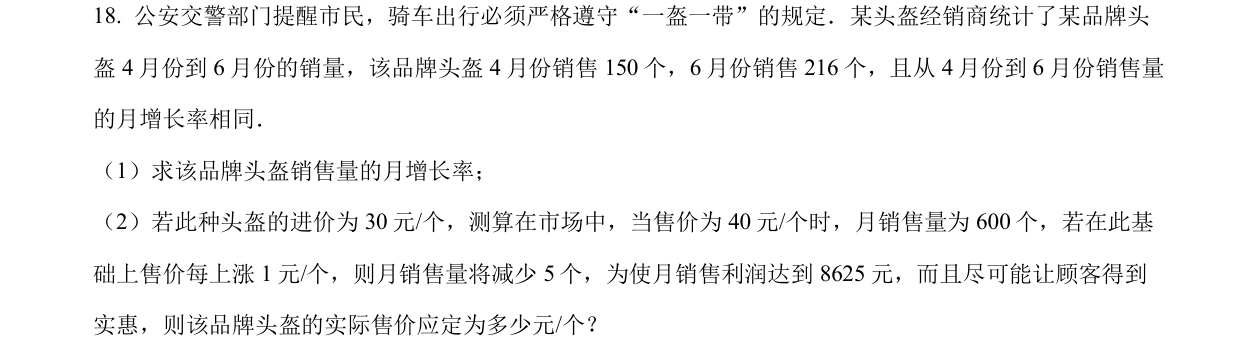 18. 公安交警部门提醒市民，骑车出行必须严格遵守“一盔一带”的规定．某头盔经销商统计了某品牌头
盔 4 月份到 6 月份的销量，该品牌头盔 4 月份销售 150 个，6 月份销售 216 个，且从 4 月份到 6 月份销售量
的月增长率相同．
（1）求该品牌头盔销售量的月增长率；
（2）若此种头盔的进价为 30 元/个，测算在市场中，当售价为 40 元/个时，月销售量为 600 个，若在此基
础上售价每上涨 1 元/个，则月销售量将减少 5 个，为使月销售利润达到 8625 元，而且尽可能让顾客得到
实惠，则该品牌头盔的实际售价应定为多少元/个？